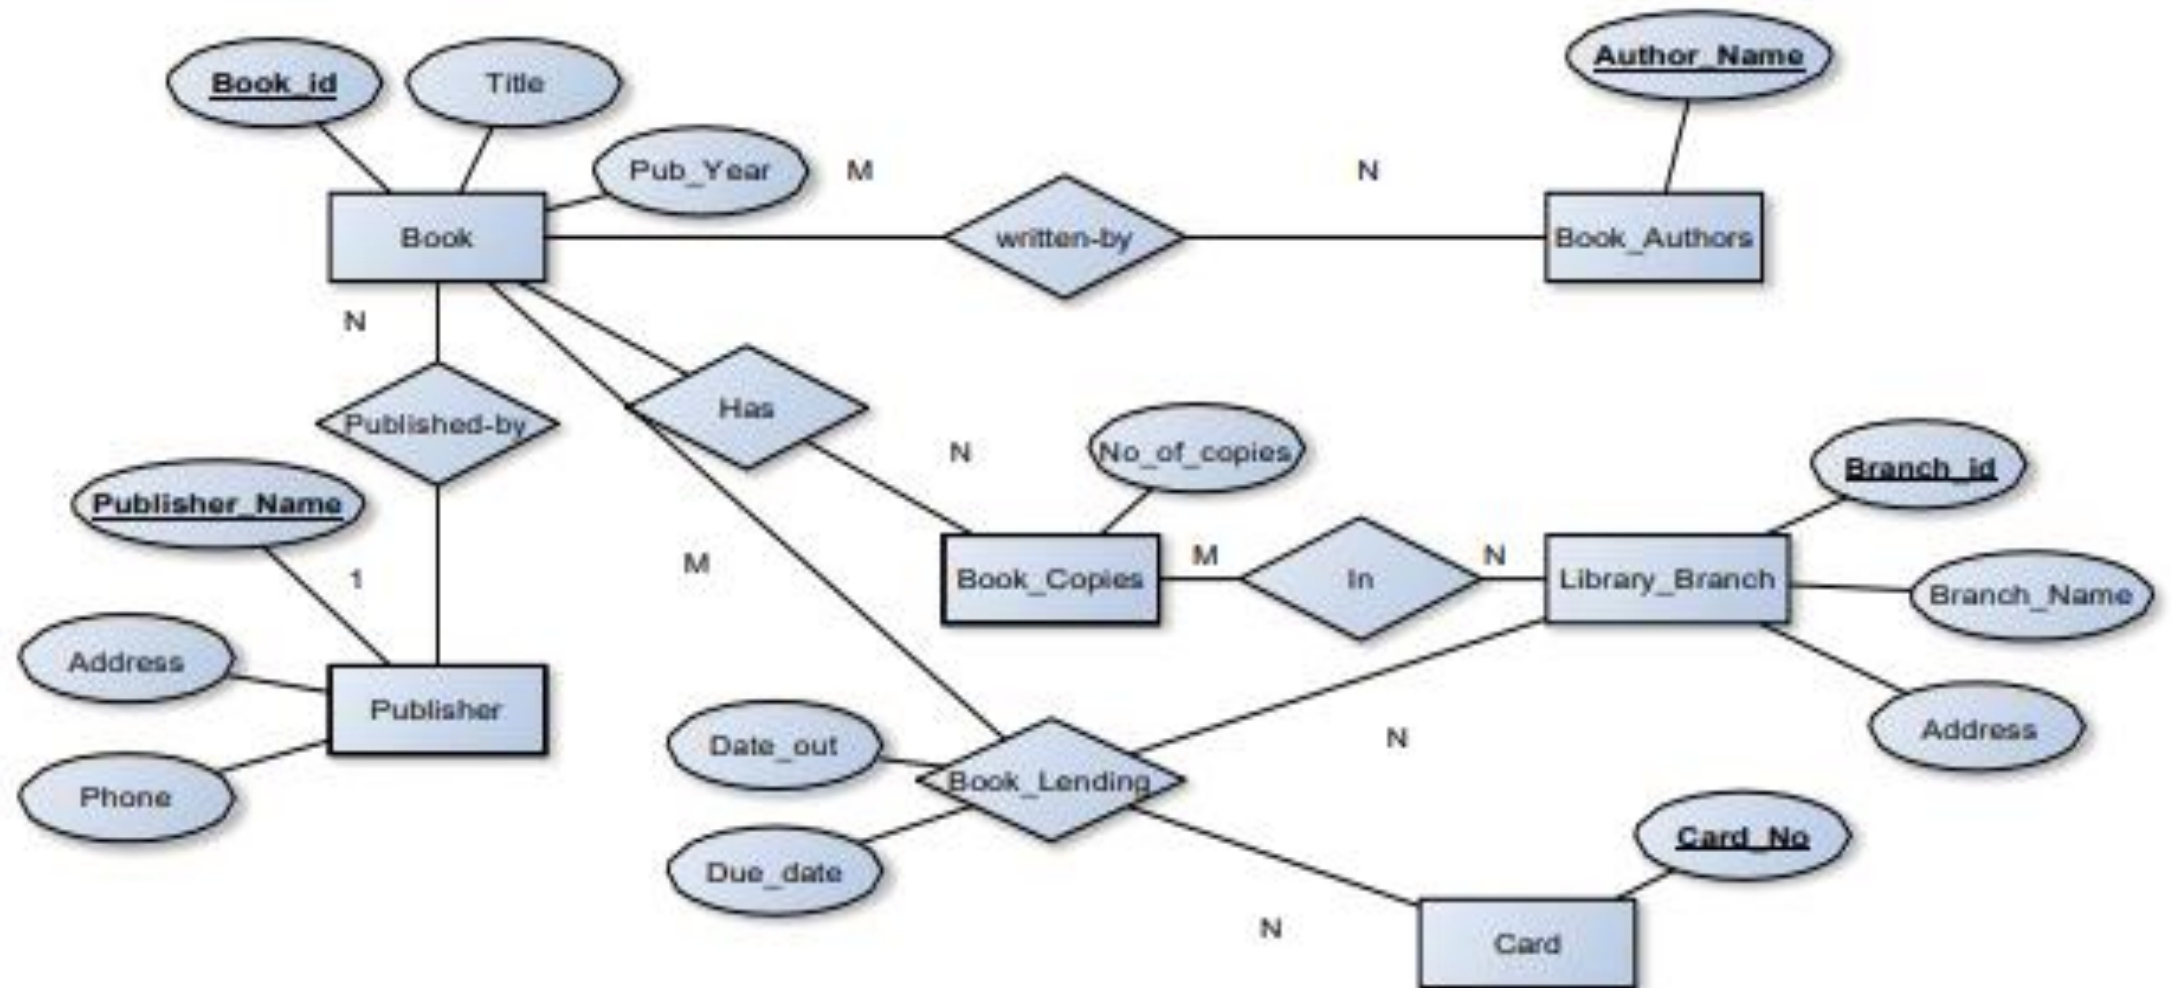 Author_Name
Book_id
Title
Pub_Year
M
N
Book
written-by
Book_Authors
N
Has
Published-by
N
No_of_copies
Branch_id
Publisher_Name
M
1
Book_Copies
M
In
N
Library_Branch
Branch_Name
Address
Publisher
Date_out
N
Address
Book_Lending
Phone
Card_No
Due_date
N
Card